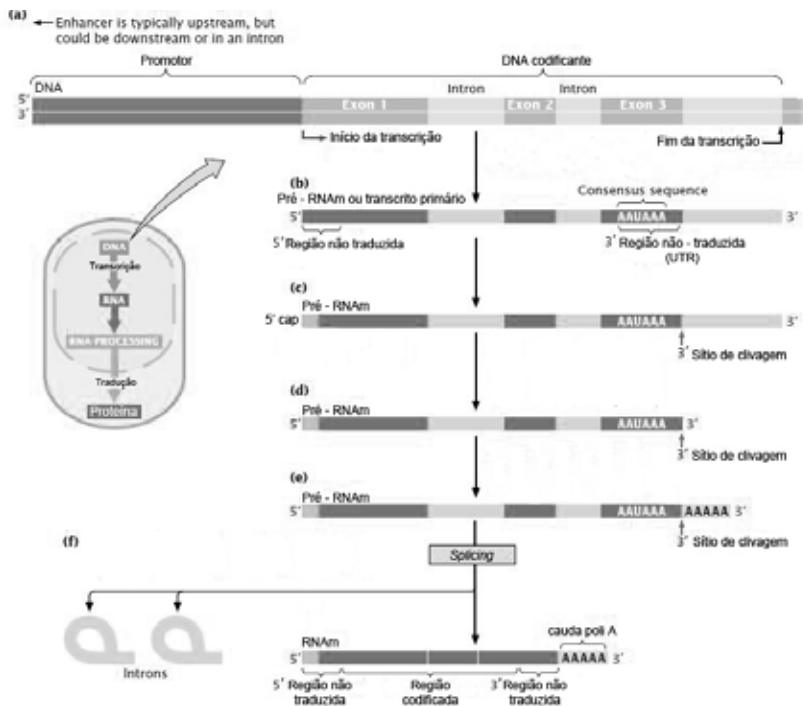 (a)
Enhancer is typically upstream, but
could be downstream or in an intron
Promotor
DNA codificante
DNA
Intron
Intron
5′
3′
Exon 1
Exon 2
Exon 3
Início da transcrição
Fim da transcrição
(b)
Pré - RNAm ou transcrito primário
Consensus sequence
5′
AAUAAA
3′
5′ Região não traduzida
3′ Região não - traduzida
(UTR)
DNA
Transcrição
RNA
RNA PROCESSING
Tradução
Proteína
(c)
Pré - RNAm
5′ cap
AAUAAA
3′
3′ Sítio de clivagem
(d)
Pré - RNAm
5′
AAUAAA
3′
3′ Sítio de clivagem
(e)
Pré - RNAm
5′
AAUAAA
AAAAA
3′
3′ Sítio de clivagem
(f)
Splicing
Introns
cauda poli A
RNAm
5′
AAAAA
3′
5′ Região não
traduzida
Região
codificada
3′ Região não
traduzida